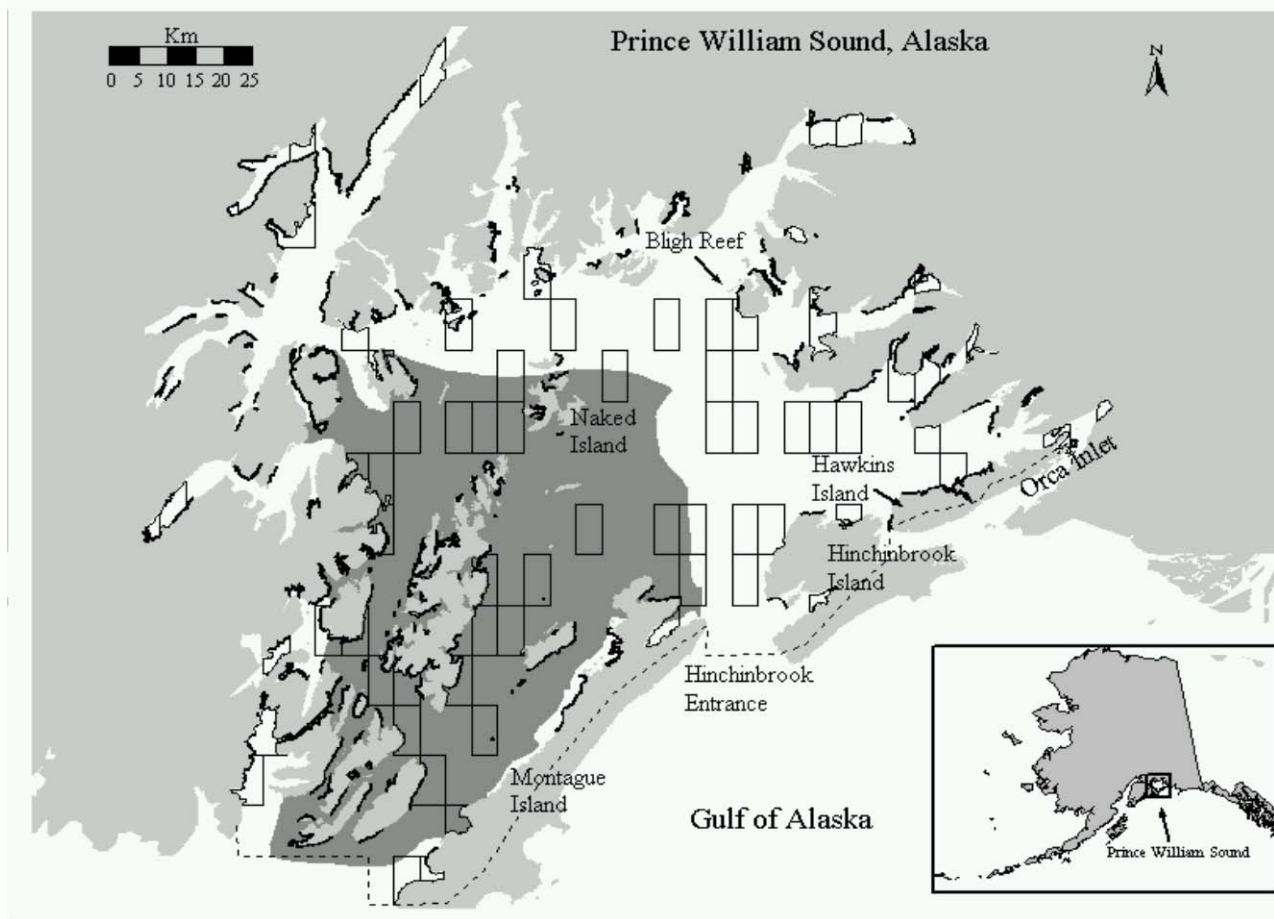 Km
0 5 10 15 20 25
Prince William Sound, Alaska
N
Bligh Reef
Naked
Island
Hawkins
Island
Orca Inlet
Hinchinbrook
Island
Hinchinbrook
Entrance
Montague
Island
Gulf of Alaska
Prince William Sound